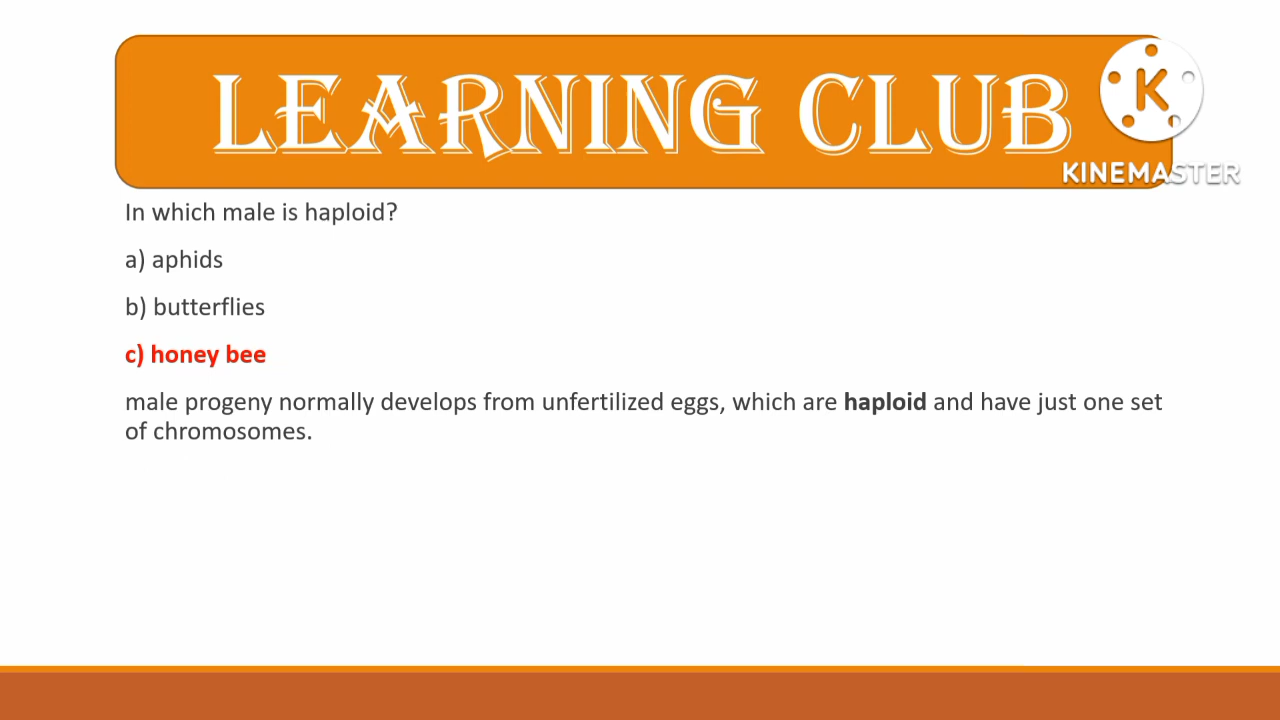 LEARNING CLUB
K
KINEMASTER
In which male is haploid?
a) aphids
b) butterflies
c) honey bee
male progeny normally develops from unfertilized eggs, which are haploid and have just one set
of chromosomes.